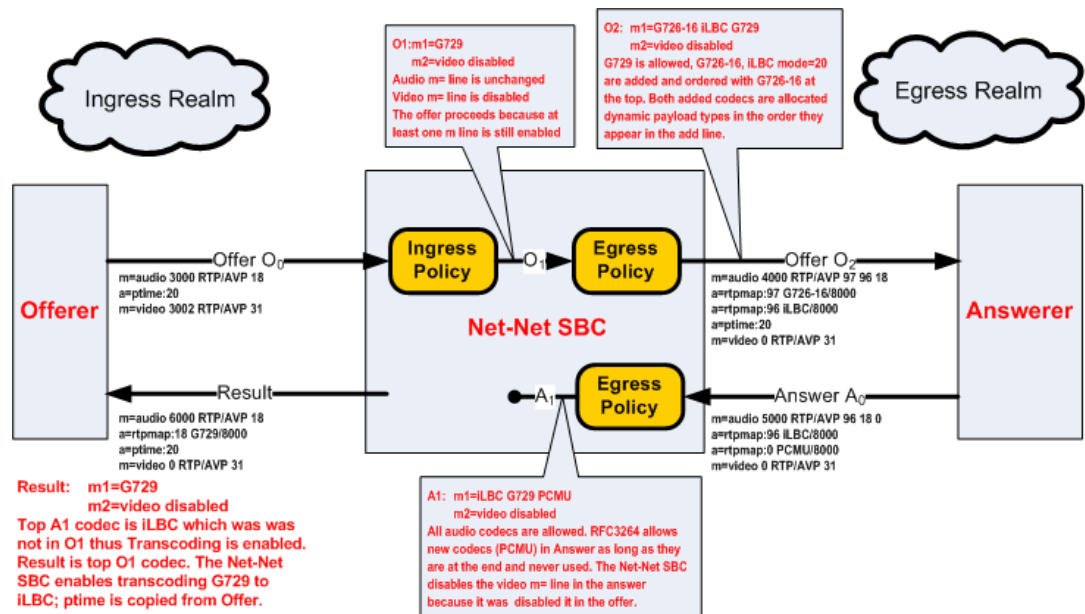 Ingress Realm
Egress Realm
O1:m1=G729
m2=video disabled
Audio m= line is unchanged
Video m= line is disabled
The offer proceeds because at
least one m line is still enabled
O2: m1=G726-16 iLBC G729
m2=video disabled
G729 is allowed, G726-16, iLBC mode=20
are added and ordered with G726-16 at
the top. Both added codecs are allocated
dynamic payload types in the order they
appear in the add line.
Offerer
Offer O0
m=audio 3000 RTP/AVP 18
a=ptime:20
m=video 3002 RTP/AVP 31
Ingress
Policy
O1
Egress
Policy
Net-Net SBC
Offer O2
m=audio 4000 RTP/AVP 97 96 18
a=rtpmap:97 G726-16/8000
a=rtpmap:96 iLBC/8000
a=ptime:20
m=video 0 RTP/AVP 31
Answerer
Result
m=audio 6000 RTP/AVP 18
a=rtpmap:18 G729/8000
a=ptime:20
m=video 0 RTP/AVP 31
A1
Egress
Policy
Answer A0
m=audio 5000 RTP/AVP 96 18 0
a=rtpmap:96 iLBC/8000
a=rtpmap:0 PCMU/8000
m=video 0 RTP/AVP 31
Result: m1=G729
m2=video disabled
Top A1 codec is iLBC which was was
not in O1 thus Transcoding is enabled.
Result is top O1 codec. The Net-Net
SBC enables transcoding G729 to
iLBC; ptime is copied from Offer.
A1: m1=iLBC G729 PCMU
m2=video disabled
All audio codecs are allowed. RFC3264 allows
new codecs (PCMU) in Answer as long as they
are at the end and never used. The Net-Net SBC
disables the video m= line in the answer
because it was disabled it in the offer.